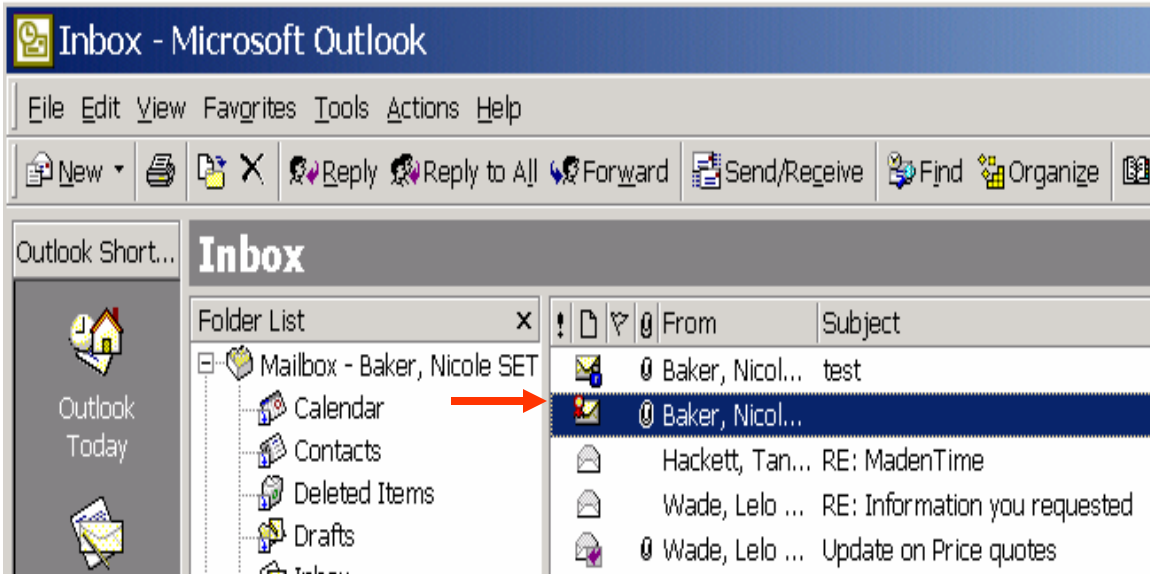 Inbox - Microsoft Outlook
File Edit View Favorites Tools Actions Help
New Reply Reply to All Forward Send/Receive Find Organize
Outlook Short... Inbox
Folder List x ! From Subject
Mailbox - Baker, Nicole SET Baker, Nicol... test
Outlook Calendar Baker, Nicol...
Today Contacts Hackett, Tan... RE: MadenTime
Deleted Items Wade, Lelo ... RE: Information you requested
Drafts Wade, Lelo ... Update on Price quotes
Inbox